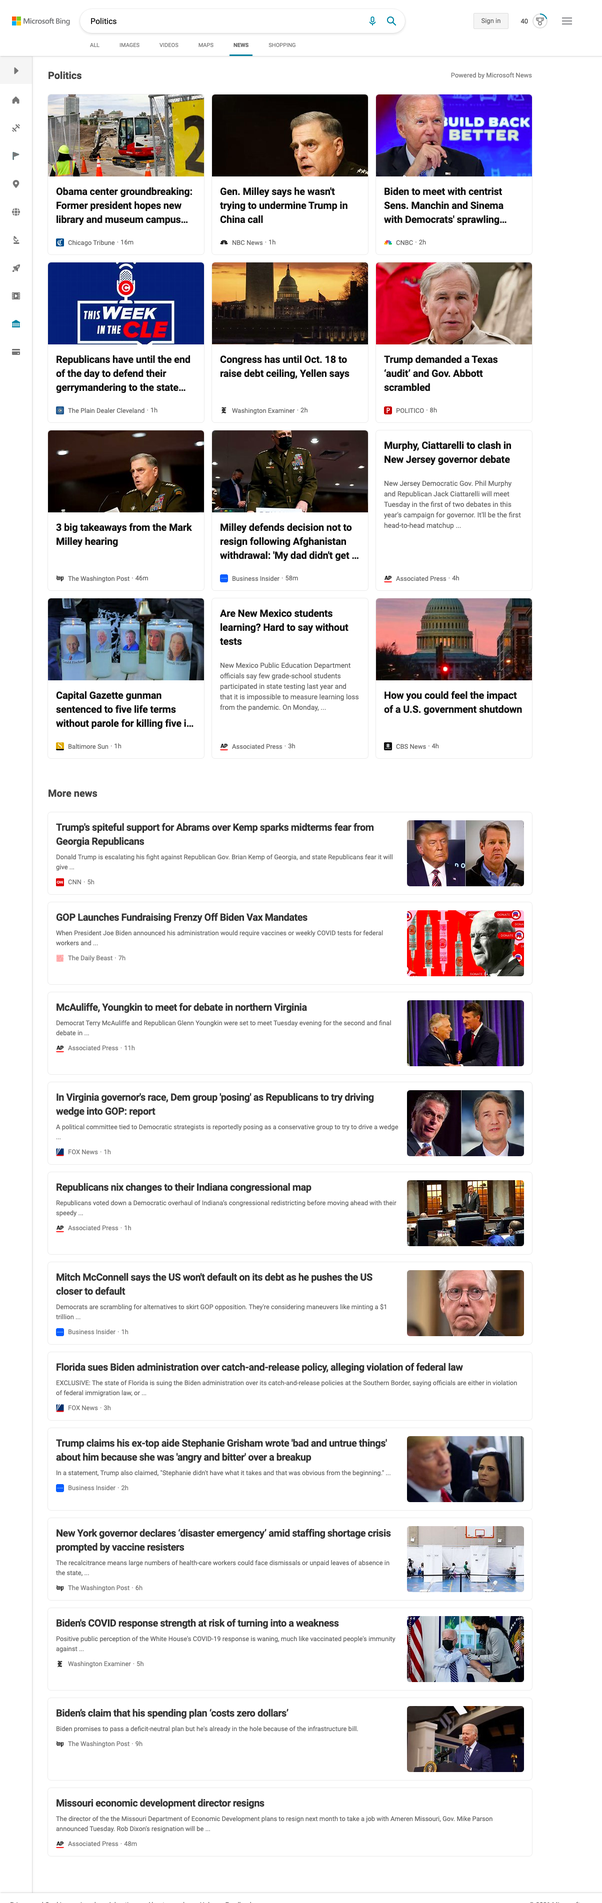 Microsoft Bing
Politics
Sign in
40
ALL
IMAGES
VIDEOS
MAPS
NEWS
SHOPPING
Politics
Powered by Microsoft News
2
BUILD BACK
BETTER
Obama center groundbreaking:
Former president hopes new
library and museum campus...
Chicago Tribune · 16m
Gen. Milley says he wasn't
trying to undermine Trump in
China call
NBC News · 1h
Biden to meet with centrist
Sens. Manchin and Sinema
with Democrats' sprawling...
CNBC · 2h
THIS WEEK
IN THE CLE
Republicans have until the end
of the day to defend their
gerrymandering to the state...
The Plain Dealer Cleveland · 1h
Congress has until Oct. 18 to
raise debt ceiling, Yellen says
Washington Examiner · 2h
Trump demanded a Texas
‘audit’ and Gov. Abbott
scrambled
POLITICO · 8h
3 big takeaways from the Mark
Milley hearing
The Washington Post · 46m
Milley defends decision not to
resign following Afghanistan
withdrawal: 'My dad didn't get ...
Business Insider · 58m
Murphy, Ciattarelli to clash in
New Jersey governor debate
New Jersey Democratic Gov. Phil Murphy
and Republican Jack Ciattarelli will meet
Tuesday in the first of two debates in this
year's campaign for governor. It'll be the first
head-to-head matchup ...
AP Associated Press · 4h
Capital Gazette gunman
sentenced to five life terms
without parole for killing five i...
Baltimore Sun · 1h
Are New Mexico students
learning? Hard to say without
tests
New Mexico Public Education Department
officials say few grade-school students
participated in state testing last year and
that it is impossible to measure learning loss
from the pandemic. On Monday, ...
AP Associated Press · 3h
How you could feel the impact
of a U.S. government shutdown
CBS News · 4h
More news
Trump's spiteful support for Abrams over Kemp sparks midterms fear from
Georgia Republicans
Donald Trump is escalating his fight against Republican Gov. Brian Kemp of Georgia, and state Republicans fear it will
give ...
CNN CNN · 5h
GOP Launches Fundraising Frenzy Off Biden Vax Mandates
When President Joe Biden announced his administration would require vaccines or weekly COVID tests for federal
workers and ...
The Daily Beast · 7h
McAuliffe, Youngkin to meet for debate in northern Virginia
Democrat Terry McAuliffe and Republican Glenn Youngkin were set to meet Tuesday evening for the second and final
debate in ...
AP Associated Press · 11h
In Virginia governor's race, Dem group 'posing' as Republicans to try driving
wedge into GOP: report
A political committee tied to Democratic strategists is reportedly posing as a conservative group to try to drive a wedge
...
FOX News · 1h
Republicans nix changes to their Indiana congressional map
Republicans voted down a Democratic overhaul of Indiana's congressional redistricting before moving ahead with their
speedy ...
AP Associated Press · 1h
Mitch McConnell says the US won't default on its debt as he pushes the US
closer to default
Democrats are scrambling for alternatives to skirt GOP opposition. They're considering maneuvers like minting a $1
trillion ...
Business Insider · 1h
Florida sues Biden administration over catch-and-release policy, alleging violation of federal law
EXCLUSIVE: The state of Florida is suing the Biden administration over its catch-and-release policies at the Southern Border, saying officials are either in violation
of federal immigration law, or ...
FOX News · 3h
Trump claims his ex-top aide Stephanie Grisham wrote 'bad and untrue things'
about him because she was 'angry and bitter' over a breakup
In a statement, Trump also claimed, "Stephanie didn't have what it takes and that was obvious from the beginning." ...
Business Insider · 2h
New York governor declares ‘disaster emergency’ amid staffing shortage crisis
prompted by vaccine resisters
The recalcitrance means large numbers of health-care workers could face dismissals or unpaid leaves of absence in
the state, ...
The Washington Post · 6h
Biden's COVID response strength at risk of turning into a weakness
Positive public perception of the White House's COVID-19 response is waning, much like vaccinated people's immunity
against ...
Washington Examiner · 5h
Biden's claim that his spending plan ‘costs zero dollars’
Biden promises to pass a deficit-neutral plan but he's already in the hole because of the infrastructure bill.
The Washington Post · 9h
Missouri economic development director resigns
The director of the the Missouri Department of Economic Development plans to resign next month to take a job with Ameren Missouri, Gov. Mike Parson
announced Tuesday. Rob Dixon's resignation will be ...
AP Associated Press · 48m